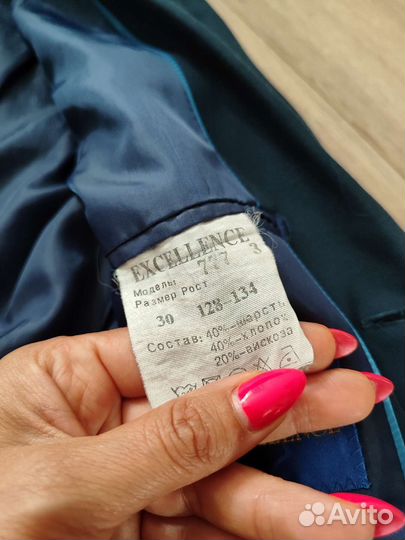 EXCELLENCE
Модель: 777 3
Размер Рост
30 128-134
Состав: 40%-шерсть
40%-хлопок
20%-вискоза
Avito